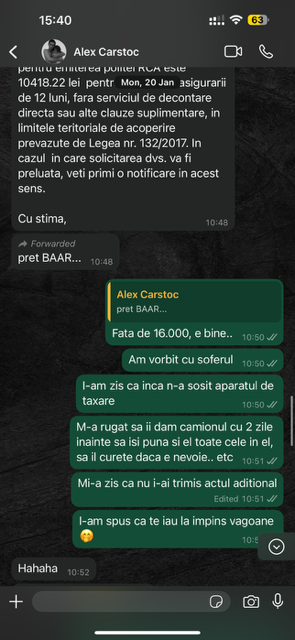 15:40
63
Alex Carstoc
pentru emiterea politei RCA este
10418.22 lei pentr
Mon, 20 Jan
asigurarii
de 12 luni, fara serviciul de decontare
directa sau alte clauze suplimentare, in
limitele teritoriale de acoperire
prevazute de Legea nr. 132/2017. In
cazul in care solicitarea dvs. va fi
preluata, veti primi o notificare in acest
sens.
Cu stima,
10:48
Forwarded
pret BAAR...
10:48
Alex Carstoc
pret BAAR...
Fata de 16.000, e bine..
10:50
Am vorbit cu soferul
10:50
I-am zis ca inca n-a sosit aparatul de
taxare
10:50
M-a rugat sa ii dam camionul cu 2 zile
inainte sa isi puna si el toate cele in el,
sa il curete daca e nevoie.. etc
10:51
Mi-a zis ca nu i-ai trimis actul aditional
Edited 10:51
I-am spus ca te iau la impins vagoane
🤭
Hahaha
10:52